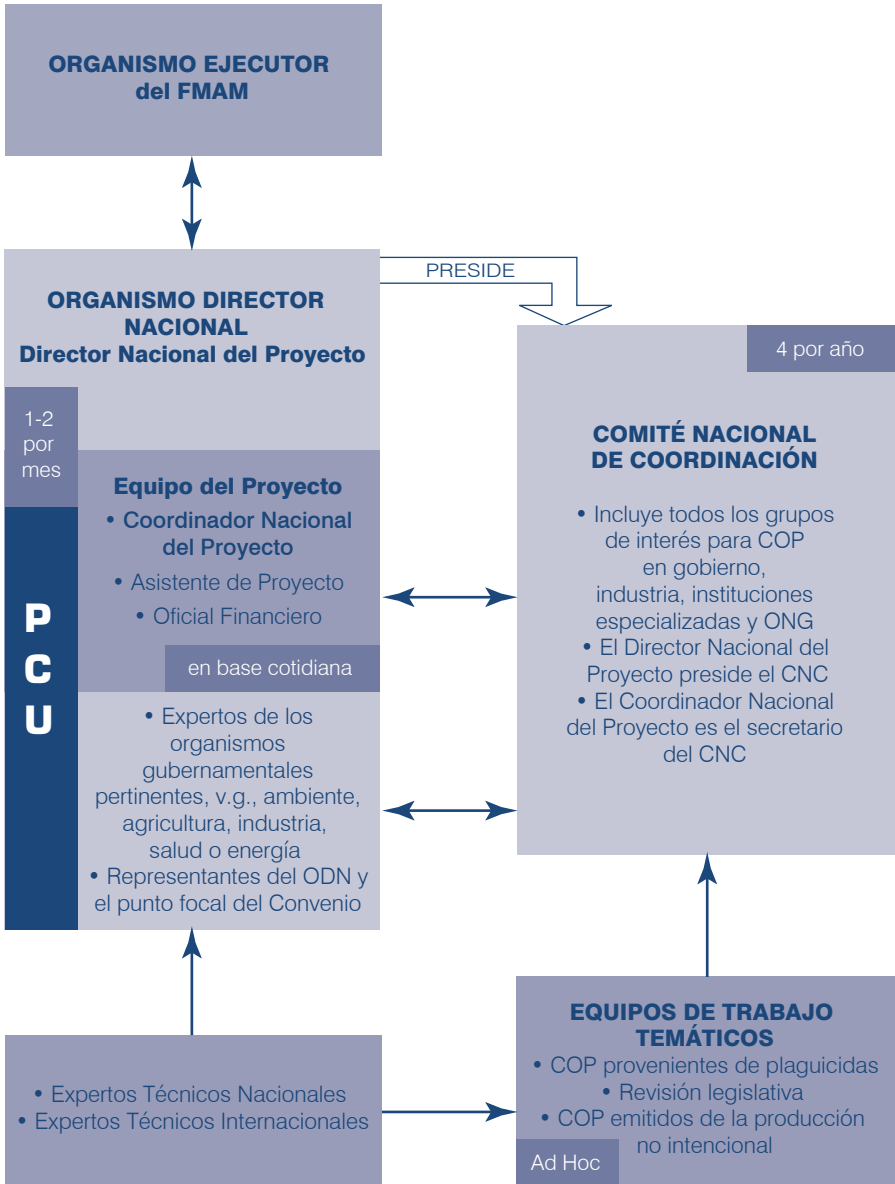 ORGANISMO EJECUTOR
del FMAM
PRESIDE
ORGANISMO DIRECTOR
NACIONAL
Director Nacional del Proyecto
1-2
por
mes
Equipo del Proyecto
• Coordinador Nacional
del Proyecto
• Asistente de Proyecto
• Oficial Financiero
en base cotidiana
P
C
U
• Expertos de los
organismos
gubernamentales
pertinentes, v.g., ambiente,
agricultura, industria,
salud o energía
• Representantes del ODN y
el punto focal del Convenio
4 por año
COMITÉ NACIONAL
DE COORDINACIÓN
• Incluye todos los grupos
de interés para COP
en gobierno,
industria, instituciones
especializadas y ONG
• El Director Nacional del
Proyecto preside el CNC
• El Coordinador Nacional
del Proyecto es el secretario
del CNC
• Expertos Técnicos Nacionales
• Expertos Técnicos Internacionales
EQUIPOS DE TRABAJO
TEMÁTICOS
• COP provenientes de plaguicidas
• Revisión legislativa
• COP emitidos de la producción
no intencional
Ad Hoc